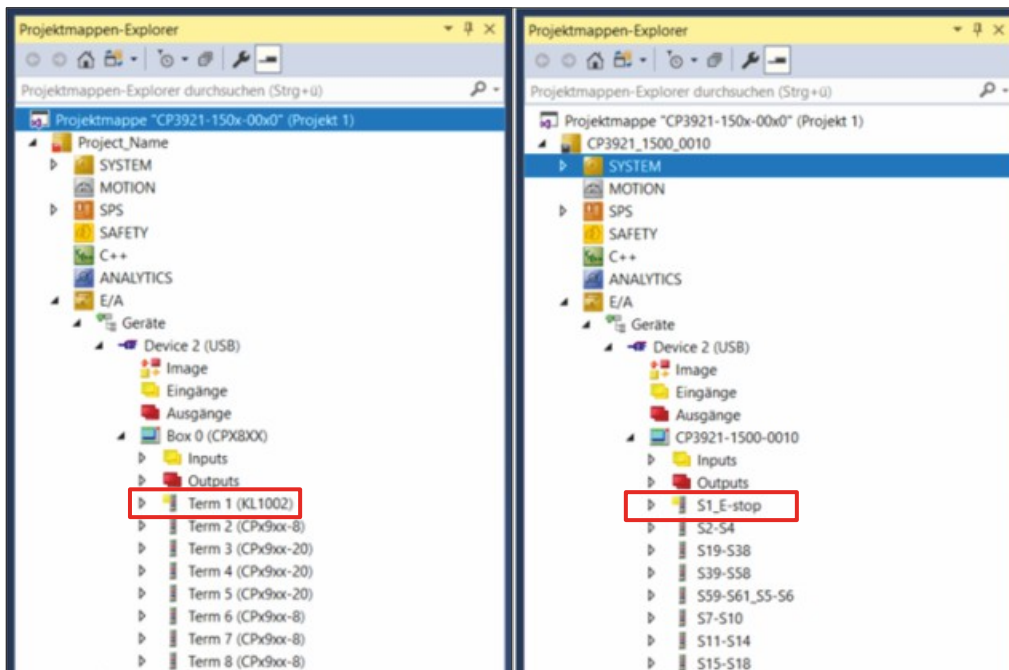 Projektmappen-Explorer
Projektmappen-Explorer durchsuchen (Strg+ü)
Projektmappe "CP3921-150x-00x0" (Projekt 1)
Project_Name
SYSTEM
MOTION
SPS
SAFETY
C++
ANALYTICS
E/A
Geräte
Device 2 (USB)
Image
Eingänge
Ausgänge
Box 0 (CPX8XX)
Inputs
Outputs
Term 1 (KL1002)
Term 2 (CPx9xx-8)
Term 3 (CPx9xx-20)
Term 4 (CPx9xx-20)
Term 5 (CPx9xx-20)
Term 6 (CPx9xx-8)
Term 7 (CPx9xx-8)
Term 8 (CPx9xx-8)
Projektmappen-Explorer
Projektmappen-Explorer durchsuchen (Strg+ü)
Projektmappe "CP3921-150x-00x0" (Projekt 1)
CP3921_1500_0010
SYSTEM
MOTION
SPS
SAFETY
C++
ANALYTICS
E/A
Geräte
Device 2 (USB)
Image
Eingänge
Ausgänge
CP3921-1500-0010
Inputs
Outputs
S1_E-stop
S2-S4
S19-S38
S39-S58
S59-S61_S5-S6
S7-S10
S11-S14
S15-S18